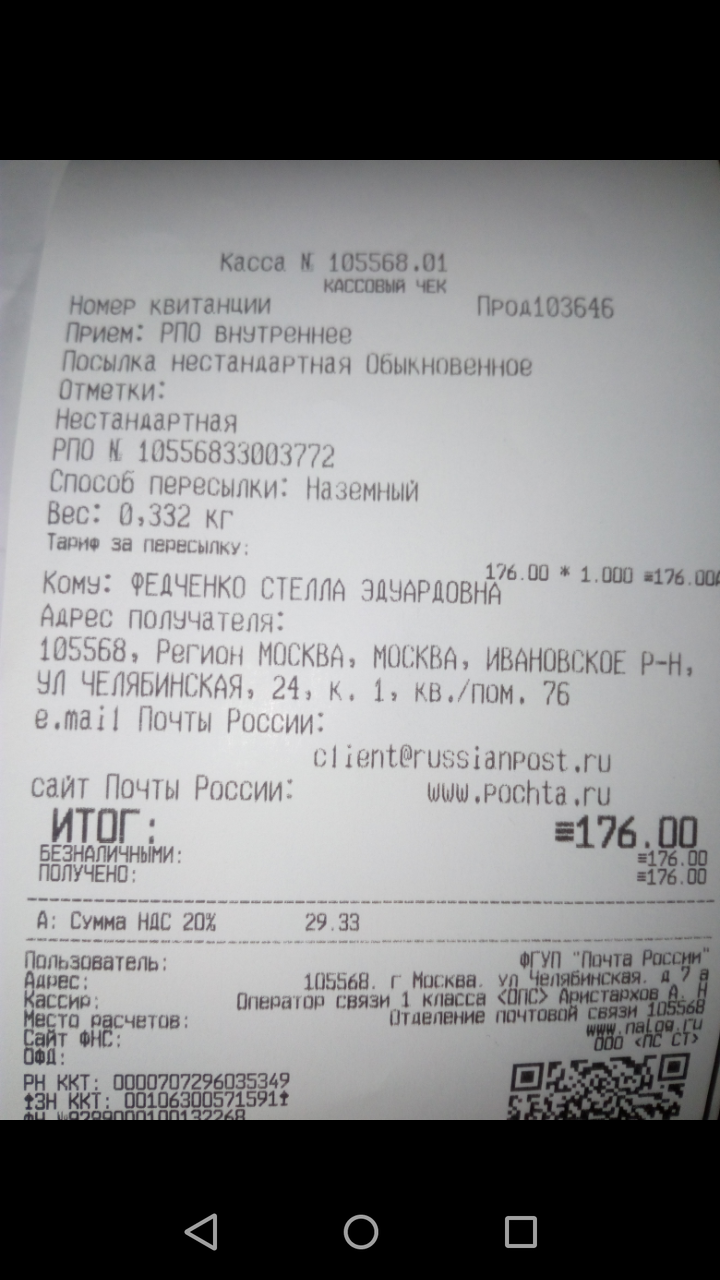 Касса № 105568.01
КАССОВЫЙ ЧЕК
Номер квитанции Прод103646
Прием: РПО внутреннее
Посылка нестандартная Обыкновенное
Отметки:
Нестандартная
РПО № 10556833003772
Способ пересылки: Наземный
Вес: 0,332 кг
Тариф за пересылку:
176.00 * 1.000 ≡176.00А
Кому: ФЕДЧЕНКО СТЕЛЛА ЭДУАРДОВНА
Адрес получателя:
105568, Регион МОСКВА, МОСКВА, ИВАНОВСКОЕ Р-Н,
УЛ ЧЕЛЯБИНСКАЯ, 24, к. 1, кв./пом. 76
e.mail Почты России:
client@russianpost.ru
сайт Почты России: www.pochta.ru
ИТОГ: ≡176.00
БЕЗНАЛИЧНЫМИ: ≡176.00
ПОЛУЧЕНО: ≡176.00
А: Сумма НДС 20% 29.33
Пользователь: ФГУП "Почта России"
Адрес: 105568. г Москва. ул Челябинская. д 7 а
Кассир: Оператор связи 1 класса <ОПС> Аристархов А. Н
Место расчетов: Отделение почтовой связи 105568
Сайт ФНС: www.nalog.ru
ОФД: ООО <ПС СТ>
РН ККТ: 0000707296035349
ЗН ККТ: 00106300571591
ФН №9289000100132268